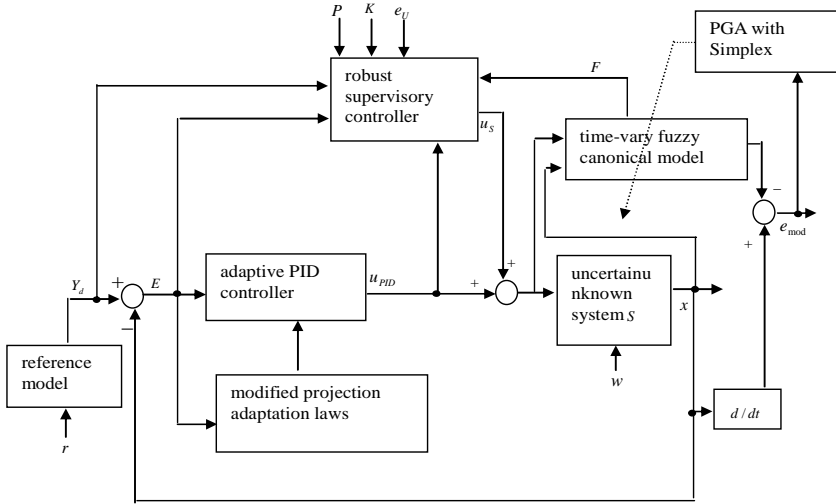 P
K
e_U
PGA with
Simplex
robust
supervisory
controller
F
u_S
time-vary fuzzy
canonical model
−
e_mod
+
adaptive PID
controller
u_PID
+
+
uncertainu
nknown
system S
x
Y_d
+
E
−
reference
model
modified projection
adaptation laws
w
d / dt
r